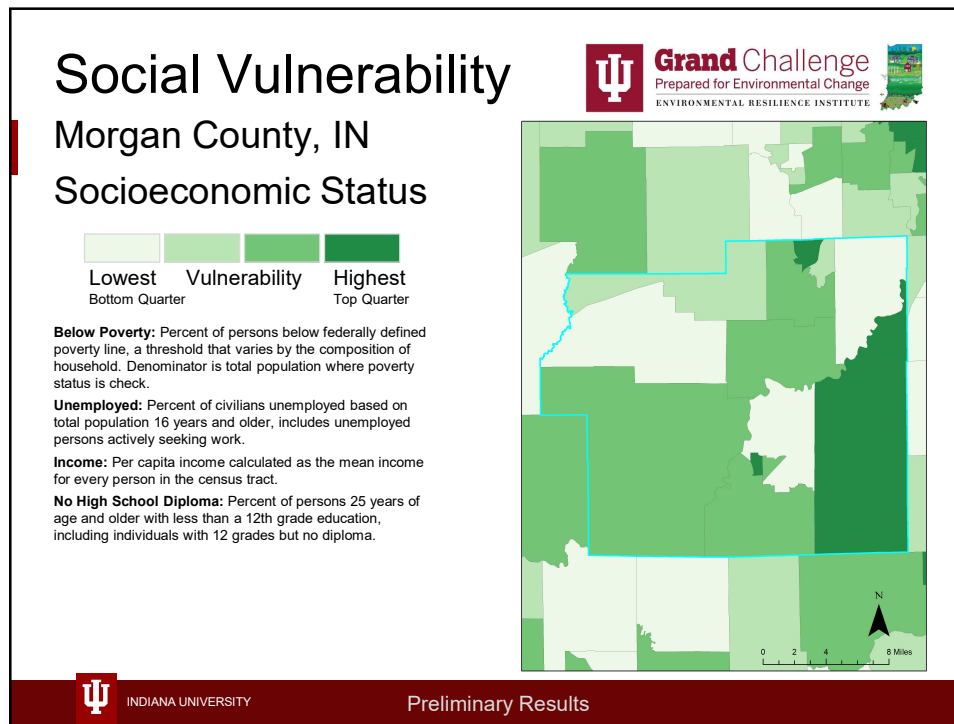 Social Vulnerability
Morgan County, IN
Socioeconomic Status
Grand Challenge
Prepared for Environmental Change
ENVIRONMENTAL RESILIENCE INSTITUTE
Lowest Vulnerability Highest
Bottom Quarter Top Quarter
Below Poverty: Percent of persons below federally defined
poverty line, a threshold that varies by the composition of
household. Denominator is total population where poverty
status is check.
Unemployed: Percent of civilians unemployed based on
total population 16 years and older, includes unemployed
persons actively seeking work.
Income: Per capita income calculated as the mean income
for every person in the census tract.
No High School Diploma: Percent of persons 25 years of
age and older with less than a 12th grade education,
including individuals with 12 grades but no diploma.
N
0 2 4 8 Miles
INDIANA UNIVERSITY
Preliminary Results